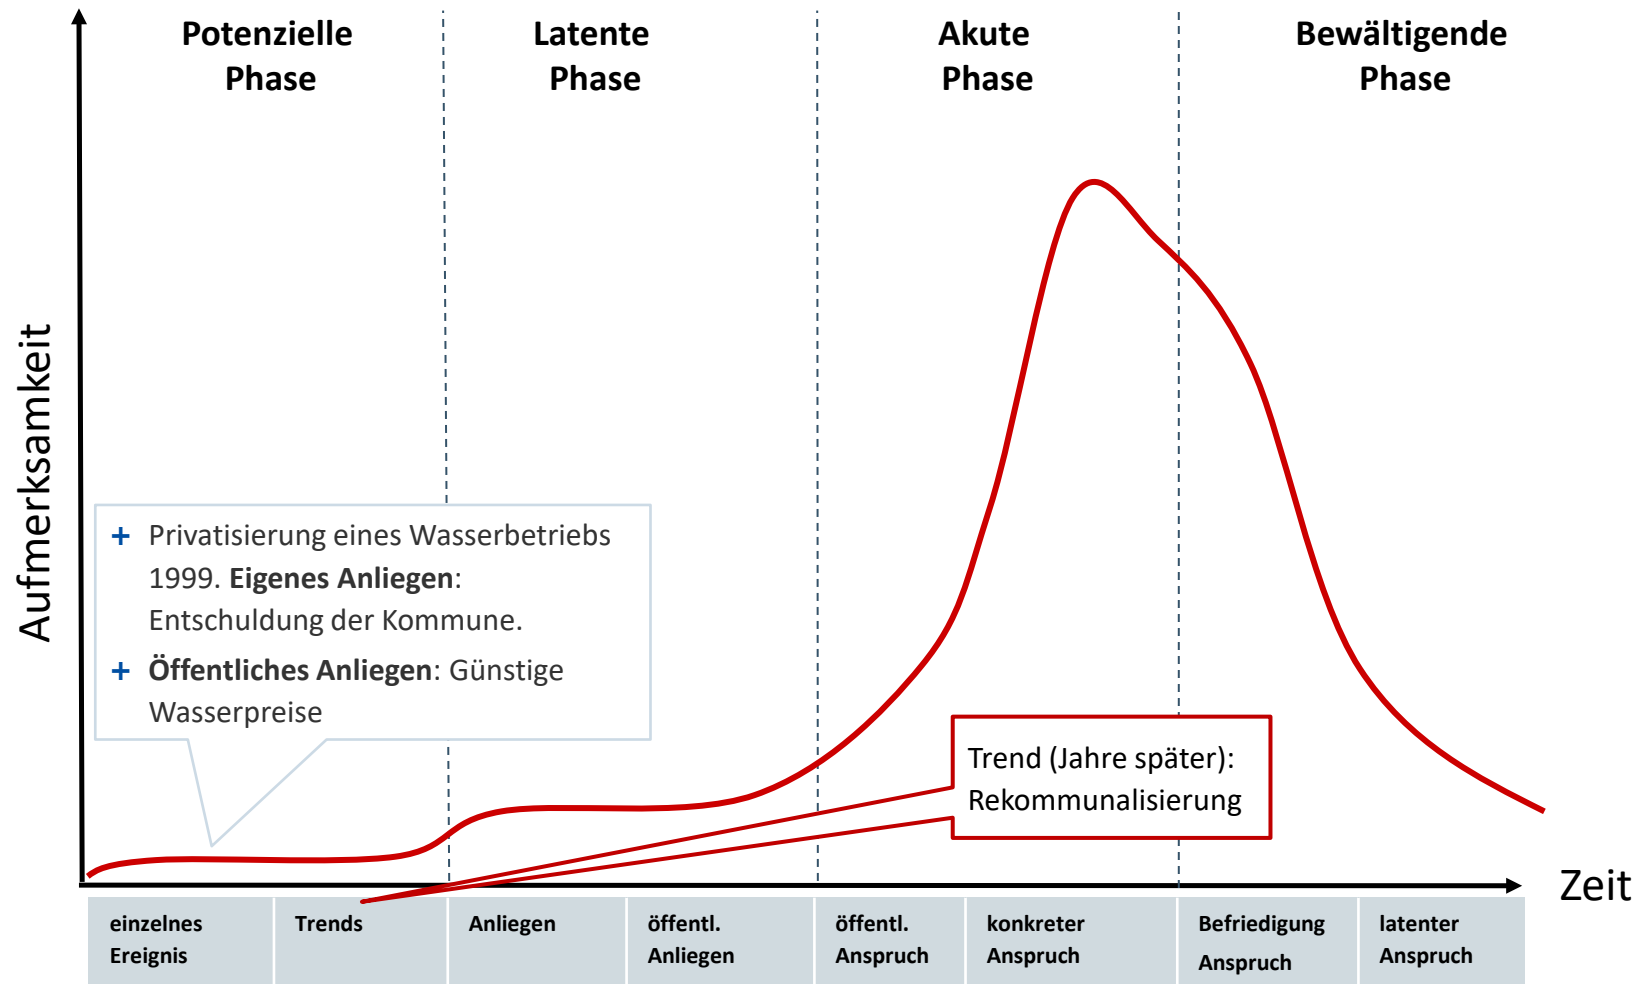 Potenzielle
Phase
Latente
Phase
Akute
Phase
Bewältigende
Phase
Aufmerksamkeit
+ Privatisierung eines Wasserbetriebs
1999. Eigenes Anliegen:
Entschuldung der Kommune.
+ Öffentliches Anliegen: Günstige
Wasserpreise
Trend (Jahre später):
Rekommunalisierung
Zeit
einzelnes
Ereignis
Trends
Anliegen
öffentl.
Anliegen
öffentl.
Anspruch
konkreter
Anspruch
Befriedigung
Anspruch
latenter
Anspruch